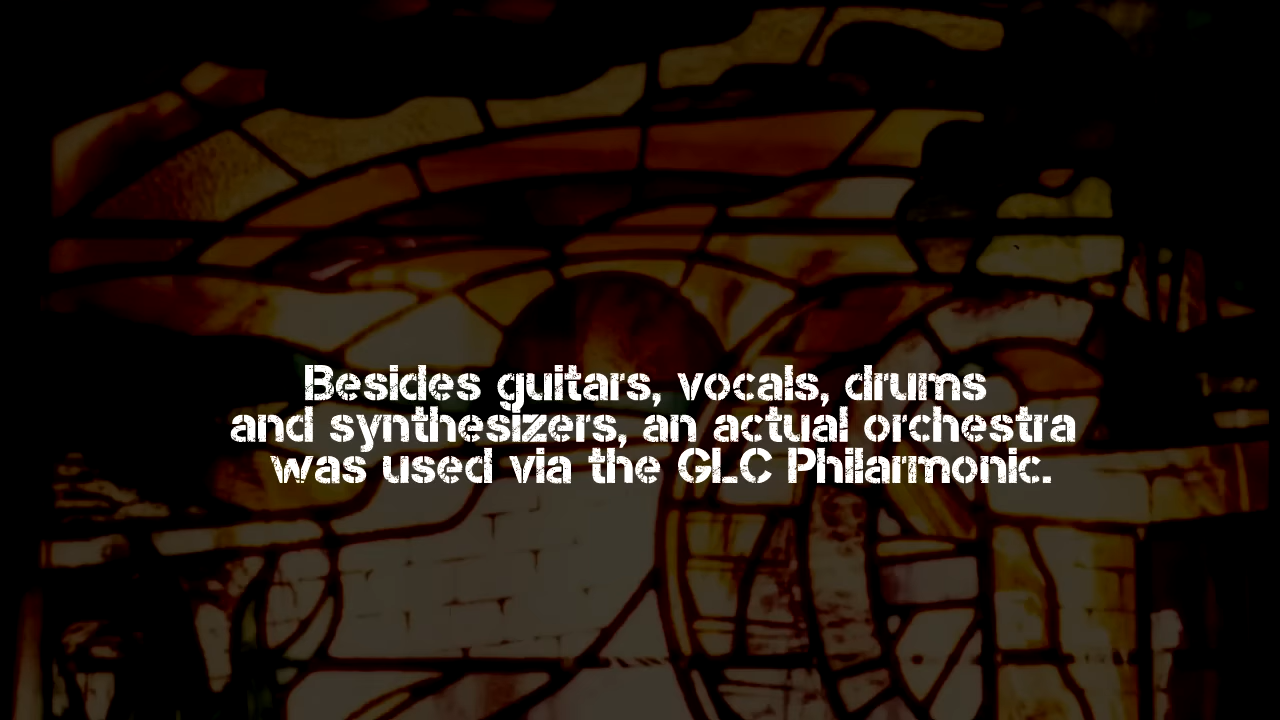 Besides guitars, vocals, drums
and synthesizers, an actual orchestra
was used via the GLC Philarmonic.